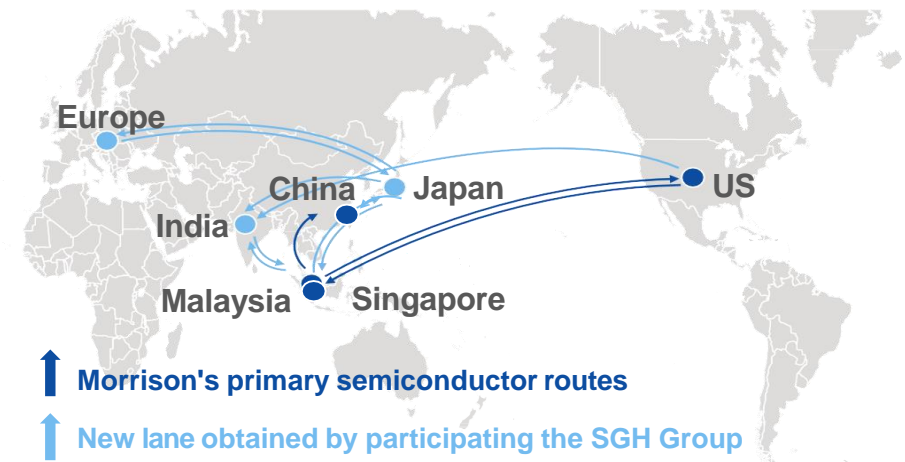 Europe
China
Japan
US
India
Malaysia
Singapore
Morrison's primary semiconductor routes
New lane obtained by participating the SGH Group